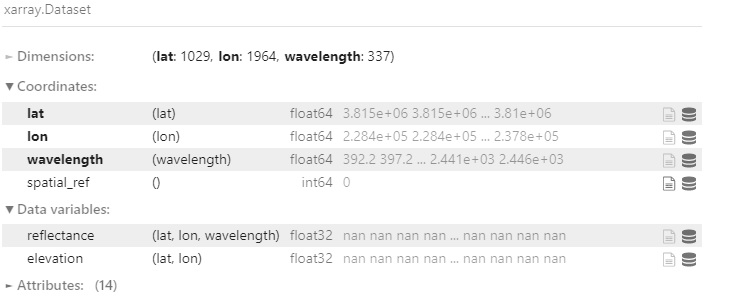 xarray.Dataset
► Dimensions: (lat: 1029, lon: 1964, wavelength: 337)
▼ Coordinates:
lat (lat) float64 3.815e+06 3.815e+06 ... 3.81e+06
lon (lon) float64 2.284e+05 2.284e+05 ... 2.378e+05
wavelength (wavelength) float64 392.2 397.2 ... 2.441e+03 2.446e+03
spatial_ref () int64 0
▼ Data variables:
reflectance (lat, lon, wavelength) float32 nan nan nan nan ... nan nan nan nan
elevation (lat, lon) float32 nan nan nan nan ... nan nan nan nan
► Attributes: (14)